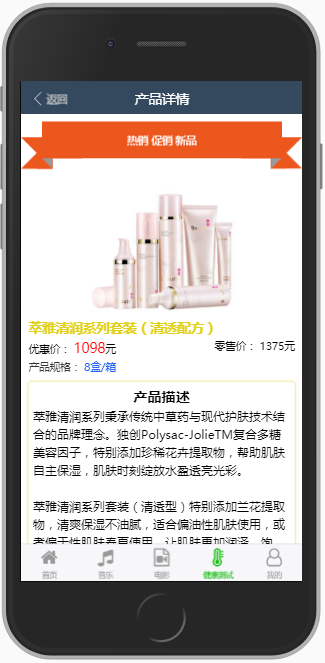 返回
产品详情
热销 促销 新品
萃雅清润系列套装（清透配方）
优惠价： 1098元
零售价： 1375元
产品规格： 8盒/箱
产品描述
萃雅清润系列秉承传统中草药与现代护肤技术结
合的品牌理念。独创Polysac-JolieTM复合多糖
美容因子，特别添加珍稀花卉提取物，帮助肌肤
自主保湿，肌肤时刻绽放水盈透亮光彩。
萃雅清润系列套装（清透型）特别添加兰花提取
物，清爽保湿不油腻，适合偏油性肌肤使用，或
者偏干性肌肤春夏使用，让肌肤更加润泽、饱
首页
音乐
电影
健康测试
我的